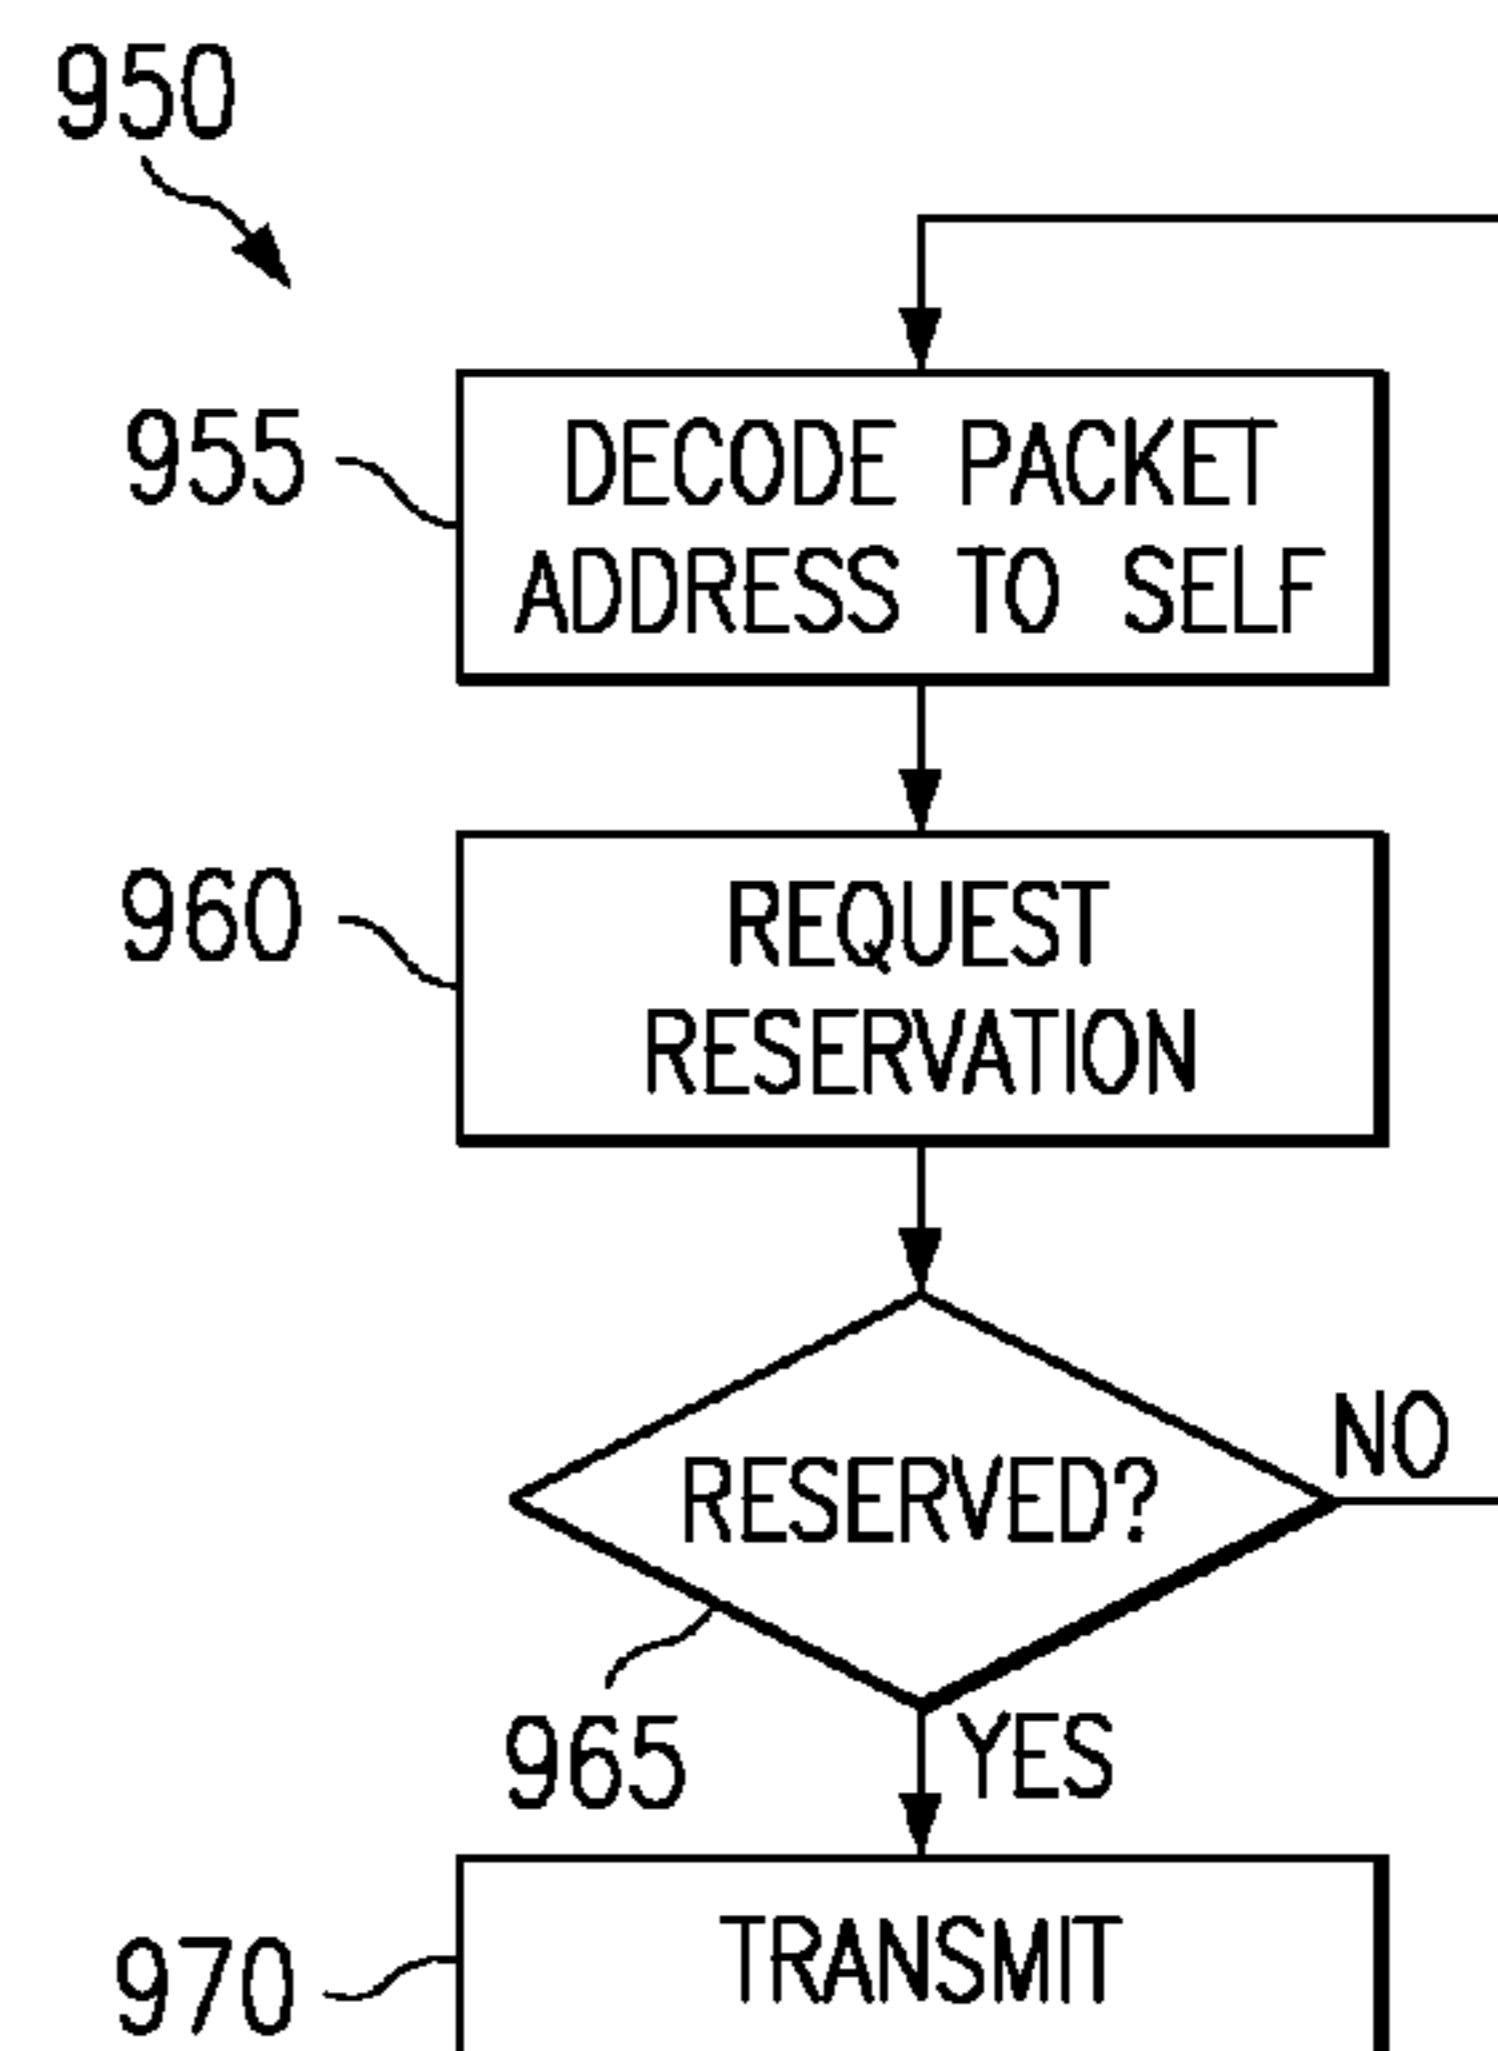 950
955
DECODE PACKET
ADDRESS TO SELF
960
REQUEST
RESERVATION
RESERVED?
NO
965
YES
970
TRANSMIT